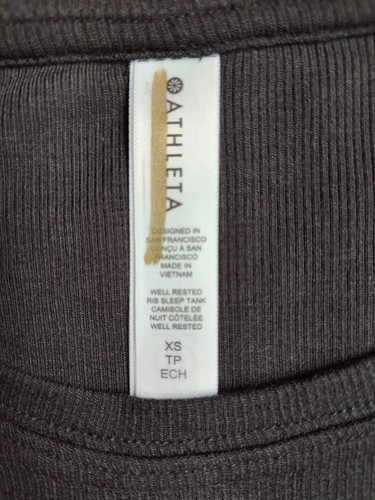 ATHLETA
DESIGNED IN
SAN FRANCISCO
CONÇU À SAN
FRANCISCO
MADE IN
VIETNAM
WELL RESTED
RIB SLEEP TANK
CAMISOLE DE
NUIT CÔTELÉE
WELL RESTED
XS
TP
ECH